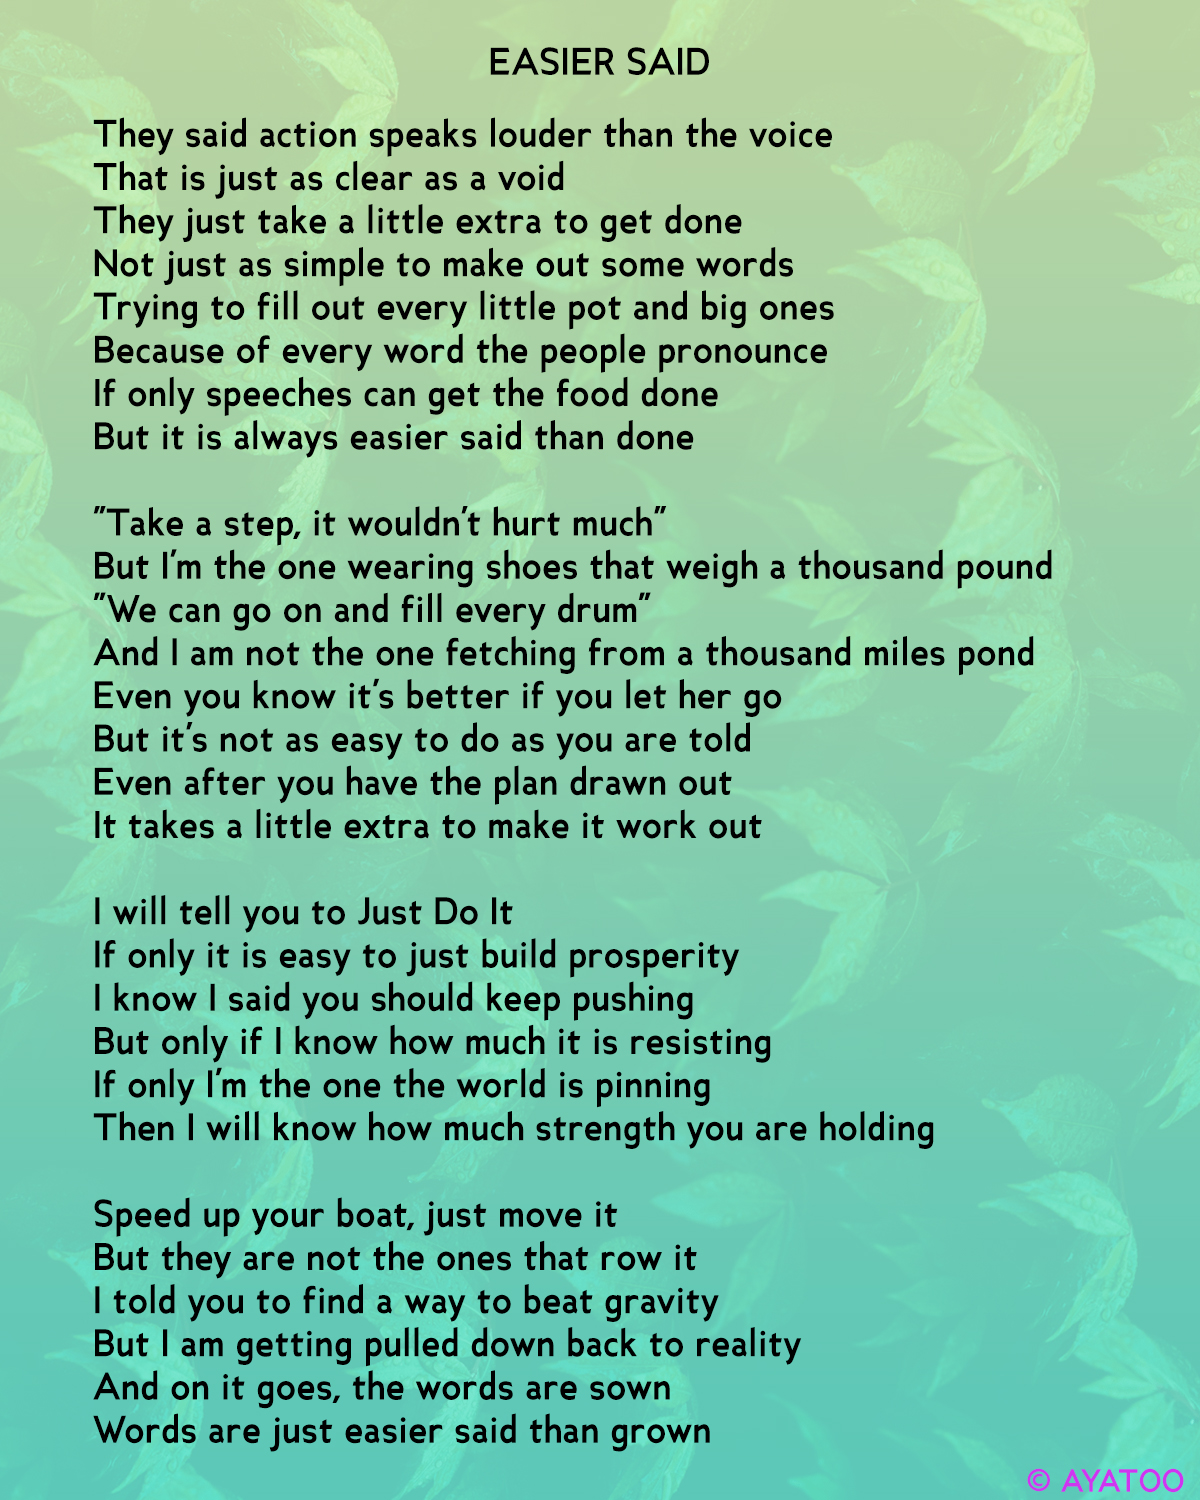 EASIER SAID
They said action speaks louder than the voice
That is just as clear as a void
They just take a little extra to get done
Not just as simple to make out some words
Trying to fill out every little pot and big ones
Because of every word the people pronounce
If only speeches can get the food done
But it is always easier said than done
"Take a step, it wouldn't hurt much"
But I'm the one wearing shoes that weigh a thousand pound
"We can go on and fill every drum"
And I am not the one fetching from a thousand miles pond
Even you know it's better if you let her go
But it's not as easy to do as you are told
Even after you have the plan drawn out
It takes a little extra to make it work out
I will tell you to Just Do It
If only it is easy to just build prosperity
I know I said you should keep pushing
But only if I know how much it is resisting
If only I'm the one the world is pinning
Then I will know how much strength you are holding
Speed up your boat, just move it
But they are not the ones that row it
I told you to find a way to beat gravity
But I am getting pulled down back to reality
And on it goes, the words are sown
Words are just easier said than grown
© AYATOO